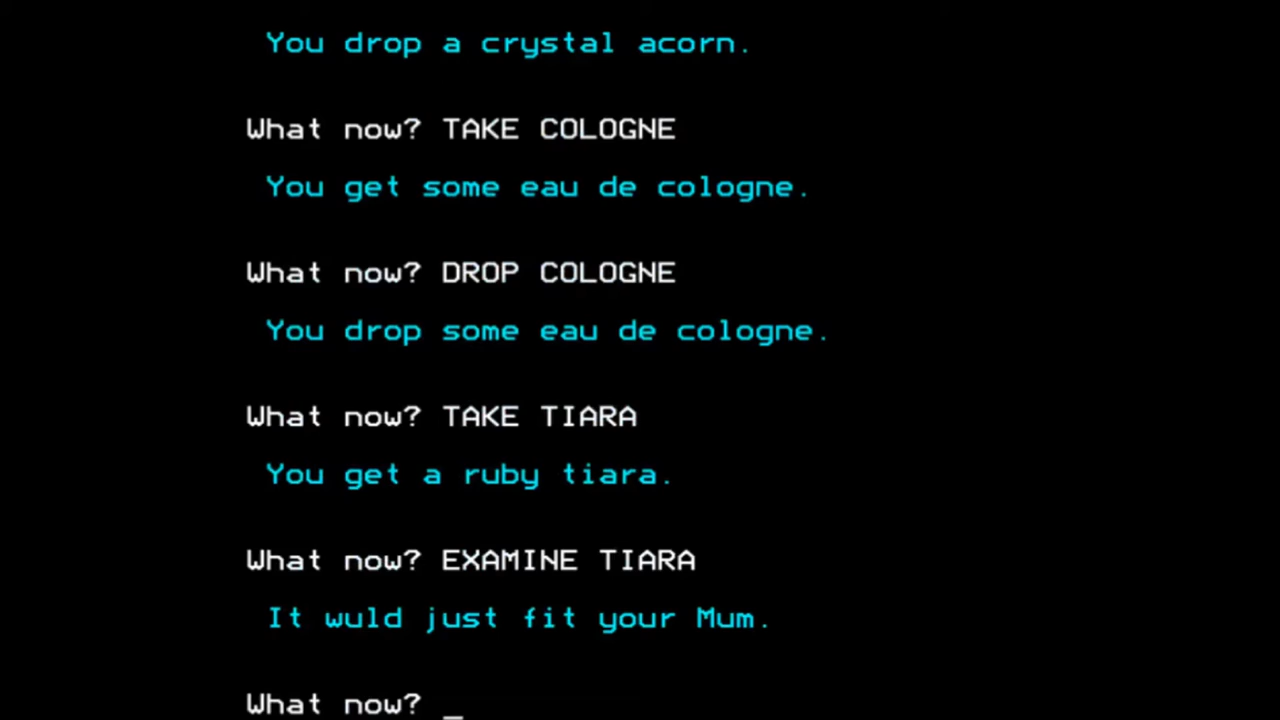 You drop a crystal acorn.
What now? TAKE COLOGNE
You get some eau de cologne.
What now? DROP COLOGNE
You drop some eau de cologne.
What now? TAKE TIARA
You get a ruby tiara.
What now? EXAMINE TIARA
It wuld just fit your Mum.
What now? _